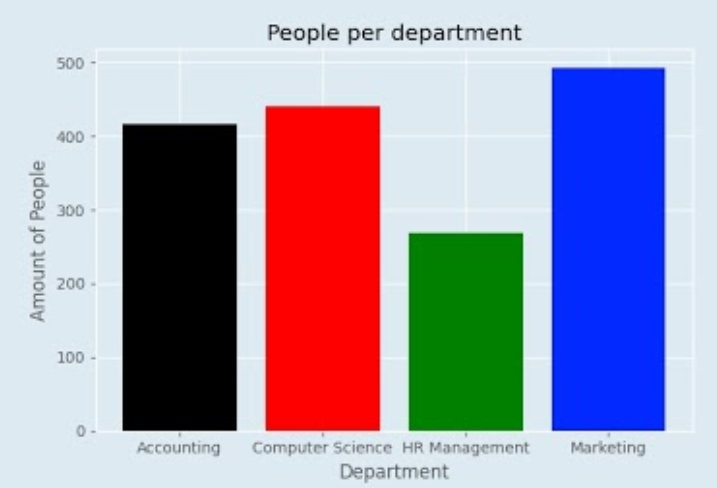 People per department
Amount of People
500
400
300
200
100
0
Accounting Computer Science HR Management Marketing
Department